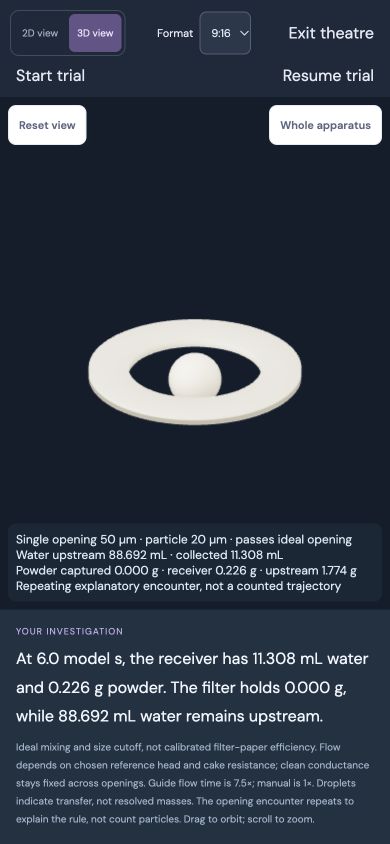 2D view 3D view Format 9:16 Exit theatre
Start trial Resume trial
Reset view Whole apparatus
Single opening 50 µm · particle 20 µm · passes ideal opening
Water upstream 88.692 mL · collected 11.308 mL
Powder captured 0.000 g · receiver 0.226 g · upstream 1.774 g
Repeating explanatory encounter, not a counted trajectory
YOUR INVESTIGATION
At 6.0 model s, the receiver has 11.308 mL water
and 0.226 g powder. The filter holds 0.000 g,
while 88.692 mL water remains upstream.
Ideal mixing and size cutoff, not calibrated filter-paper efficiency. Flow
depends on chosen reference head and cake resistance; clean conductance
stays fixed across openings. Guide flow time is 7.5×; manual is 1×. Droplets
indicate transfer, not resolved masses. The opening encounter repeats to
explain the rule, not count particles. Drag to orbit; scroll to zoom.